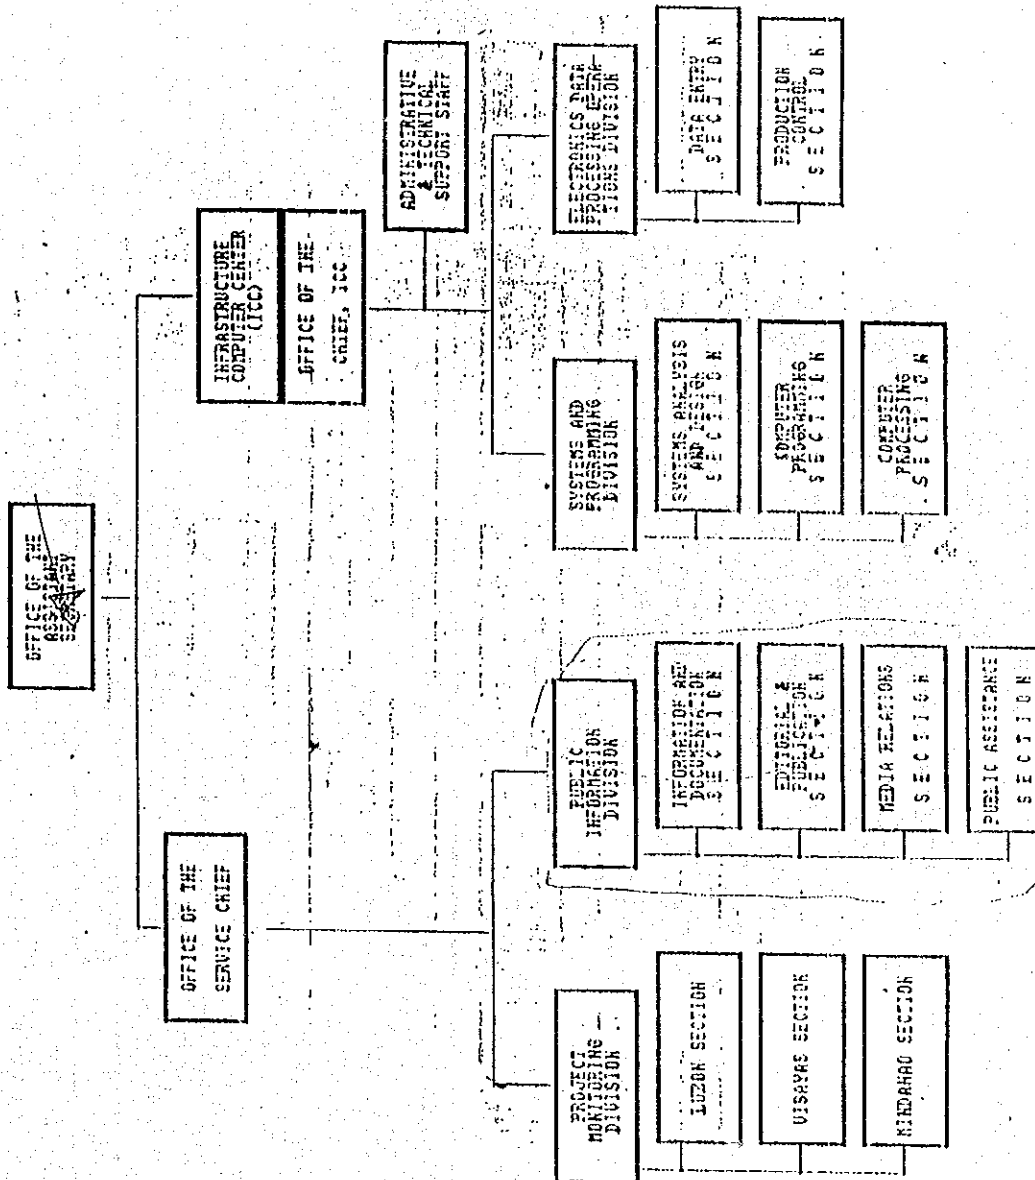 OFFICE OF THE
ASSISTANT
SECRETARY
OFFICE OF THE
SERVICE CHIEF
INFRASTRUCTURE
COMPUTER CENTER
(ICC)
OFFICE OF THE
CHIEF, ICC
ADMINISTRATIVE
& TECHNICAL
SUPPORT STAFF
PROJECT
MONITORING
DIVISION
LUZON SECTION
VISAYAS SECTION
MINDANAO SECTION
PUBLIC
INFORMATION
DIVISION
INFORMATION AND
DOCUMENTATION
SECTION
EDITORIAL &
PUBLICATION
SECTION
MEDIA RELATIONS
SECTION
PUBLIC ASSISTANCE
SECTION
SYSTEMS AND
PROGRAMMING
DIVISION
SYSTEMS ANALYSIS
AND DESIGN
SECTION
COMPUTER
PROGRAMING
SECTION
COMPUTER
PROCESSING
SECTION
ELECTRONICS DATA
PROCESSING OPERA-
TIONS DIVISION
DATA ENTRY
SECTION
PRODUCTION
CONTROL
SECTION